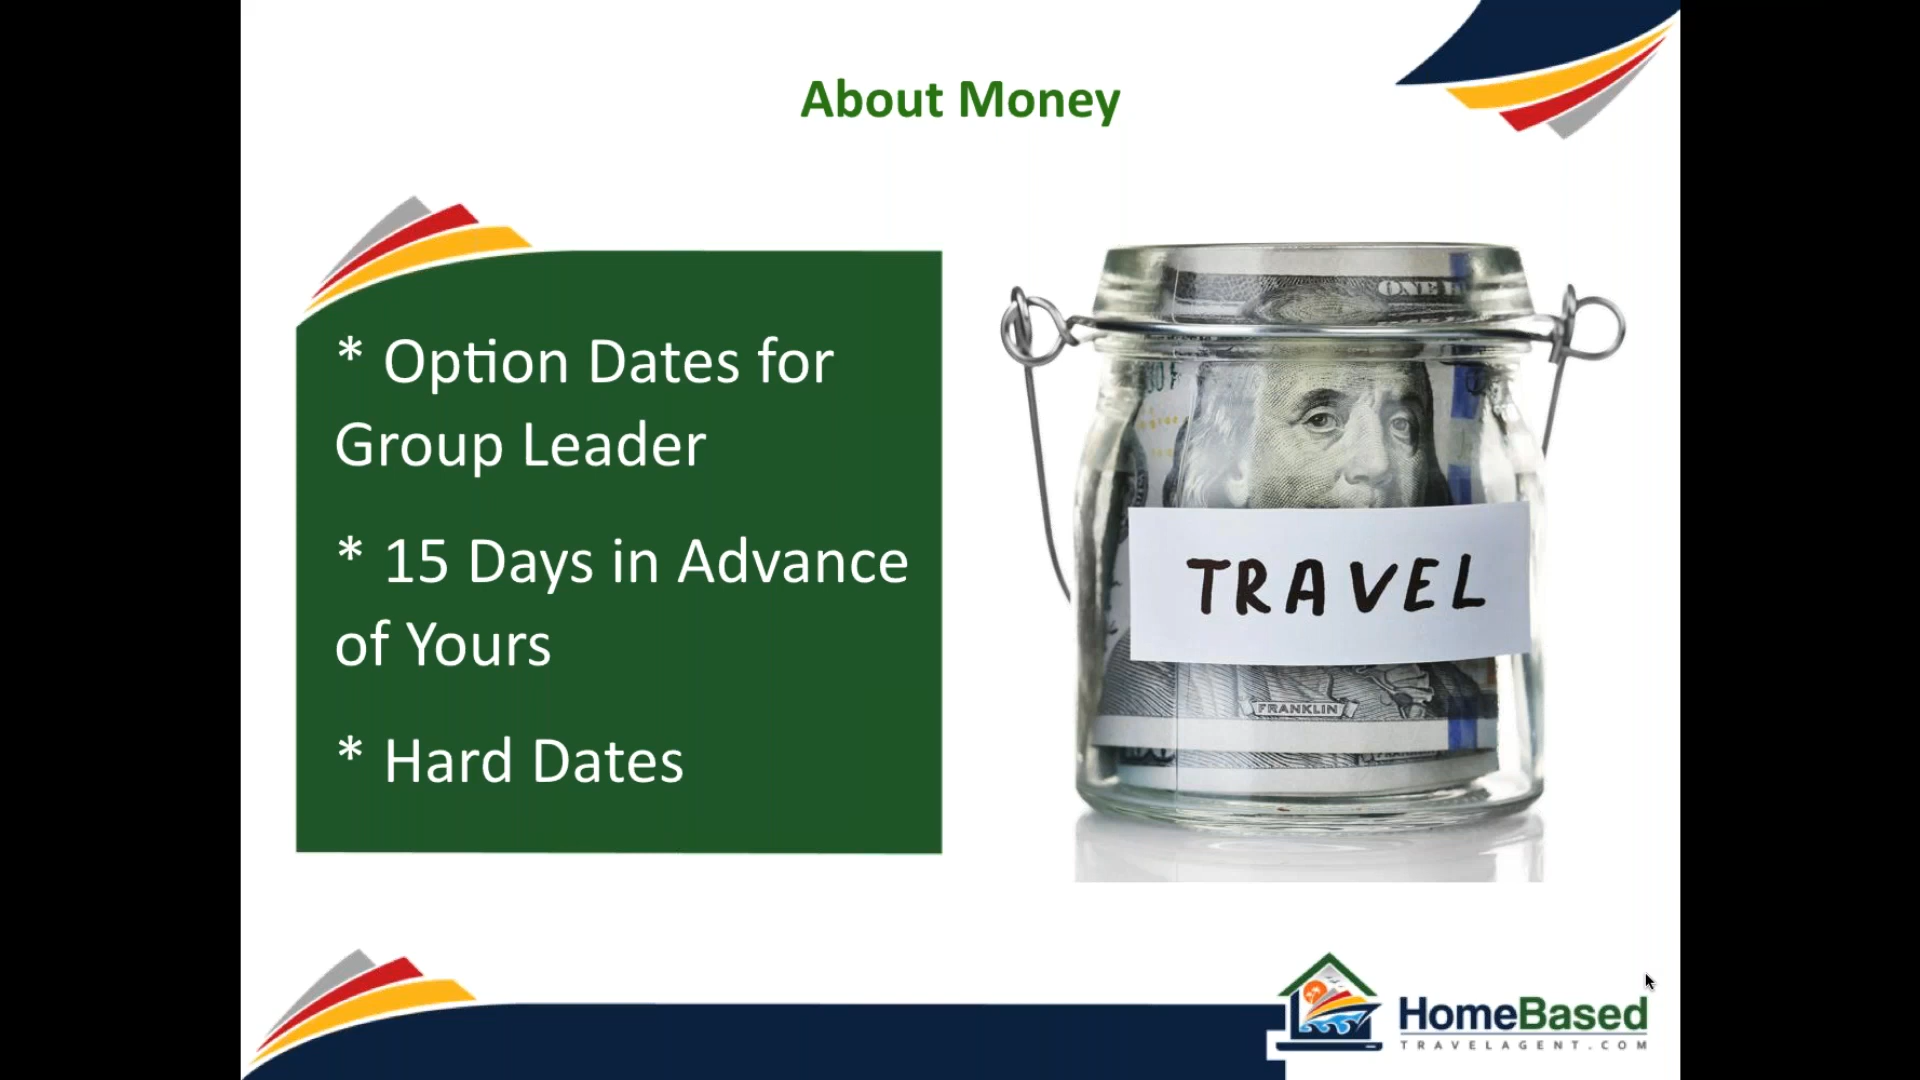 About Money
* Option Dates for
Group Leader
* 15 Days in Advance
of Yours
* Hard Dates
TRAVEL
FRANKLIN
HomeBased
TRAVELAGENT.COM